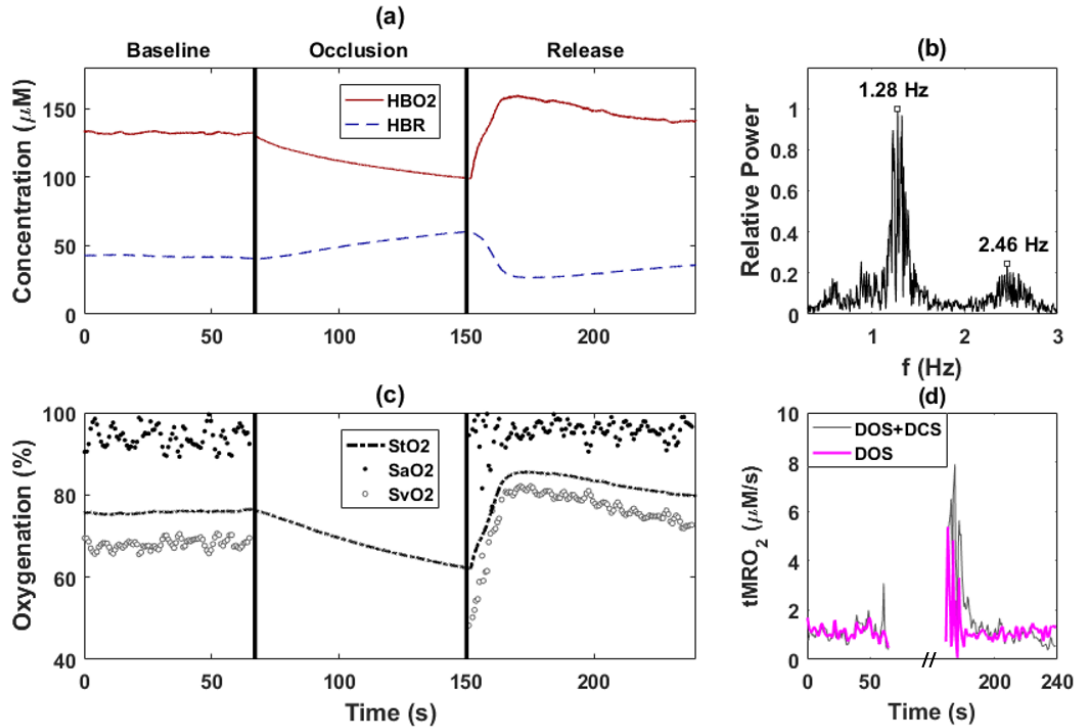 (a)
Baseline Occlusion Release
Concentration (μM)
150
100
50
0
HBO2
HBR
0 50 100 150 200
(b)
1.28 Hz
2.46 Hz
Relative Power
1
0.8
0.6
0.4
0.2
0
1 2 3
f (Hz)
(c)
Oxygenation (%)
100
80
60
40
StO2
SaO2
SvO2
0 50 100 150 200
Time (s)
(d)
tMRO2 (μM/s)
10
8
6
4
2
0
DOS+DCS
DOS
0 50 // 200 240
Time (s)